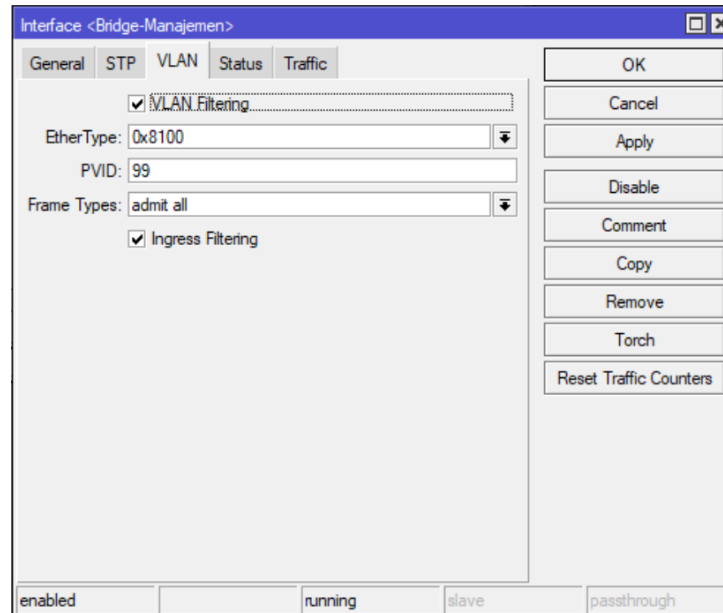 Interface <Bridge-Manajemen>
General STP VLAN Status Traffic
VLAN Filtering
EtherType: 0x8100
PVID: 99
Frame Types: admit all
Ingress Filtering
OK
Cancel
Apply
Disable
Comment
Copy
Remove
Torch
Reset Traffic Counters
enabled running slave passthrough